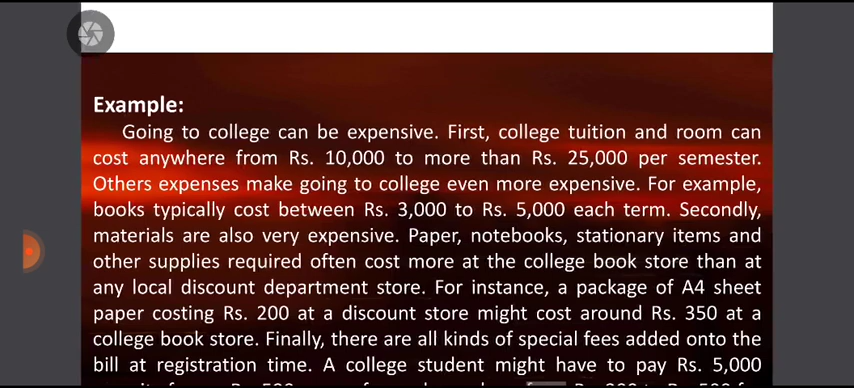 Example:
Going to college can be expensive. First, college tuition and room can
cost anywhere from Rs. 10,000 to more than Rs. 25,000 per semester.
Others expenses make going to college even more expensive. For example,
books typically cost between Rs. 3,000 to Rs. 5,000 each term. Secondly,
materials are also very expensive. Paper, notebooks, stationary items and
other supplies required often cost more at the college book store than at
any local discount department store. For instance, a package of A4 sheet
paper costing Rs. 200 at a discount store might cost around Rs. 350 at a
college book store. Finally, there are all kinds of special fees added onto the
bill at registration time. A college student might have to pay Rs. 5,000